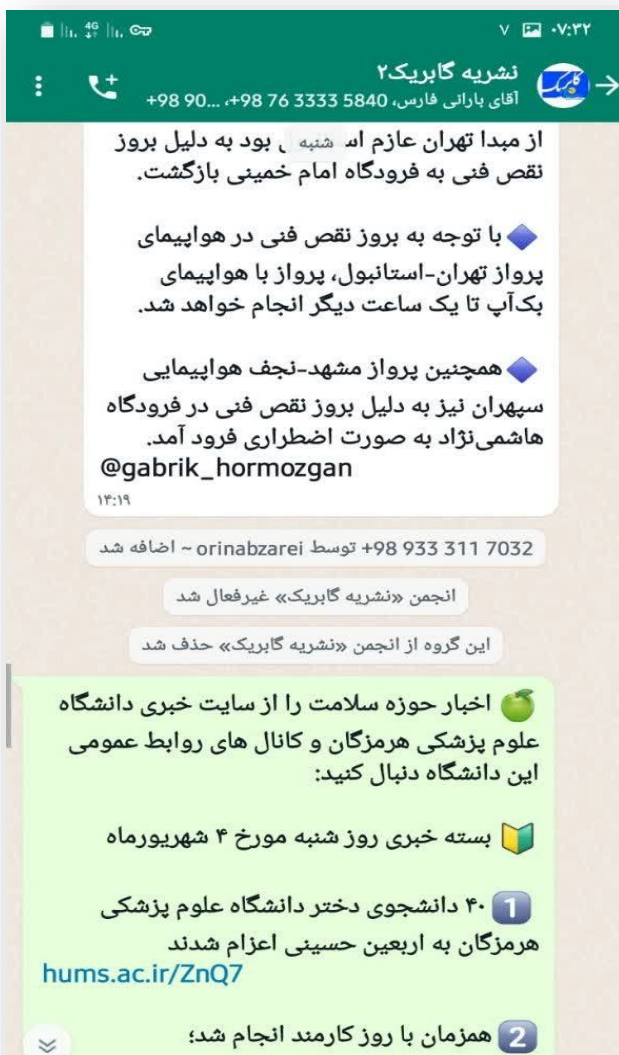 ۰۷:۳۲
4G
نشریه گابریک۲
آقای بارانی فارس، ‎+98 76 3333 5840، ‎+98 90...
از مبدا تهران عازم اس بود به دلیل بروز
شنبه
نقص فنی به فرودگاه امام خمینی بازگشت.
با توجه به بروز نقص فنی در هواپیمای
پرواز تهران-استانبول، پرواز با هواپیمای
بک‌آپ تا یک ساعت دیگر انجام خواهد شد.
همچنین پرواز مشهد-نجف هواپیمایی
سپهران نیز به دلیل بروز نقص فنی در فرودگاه
هاشمی‌نژاد به صورت اضطراری فرود آمد.
@gabrik_hormozgan
۱۴:۱۹
‎+98 933 311 7032 توسط orinabzarei ~ اضافه شد
انجمن «نشریه گابریک» غیرفعال شد
این گروه از انجمن «نشریه گابریک» حذف شد
🍏 اخبار حوزه سلامت را از سایت خبری دانشگاه
علوم پزشکی هرمزگان و کانال های روابط عمومی
این دانشگاه دنبال کنید:
🔰 بسته خبری روز شنبه مورخ ۴ شهریورماه
1 ۴۰ دانشجوی دختر دانشگاه علوم پزشکی
هرمزگان به اربعین حسینی اعزام شدند
hums.ac.ir/ZnQ7
2 همزمان با روز کارمند انجام شد؛